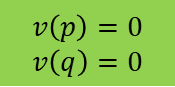 v(p) = 0
v(q) = 0